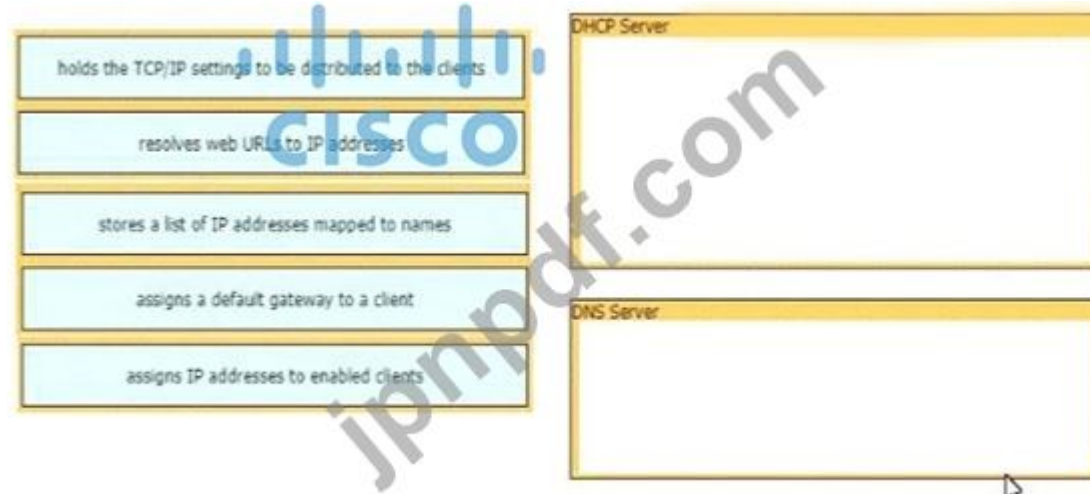 holds the TCP/IP settings to be distributed to the clients
resolves web URLs to IP addresses
stores a list of IP addresses mapped to names
assigns a default gateway to a client
assigns IP addresses to enabled clients
DHCP Server
DNS Server
CISCO
jpnpdf.com